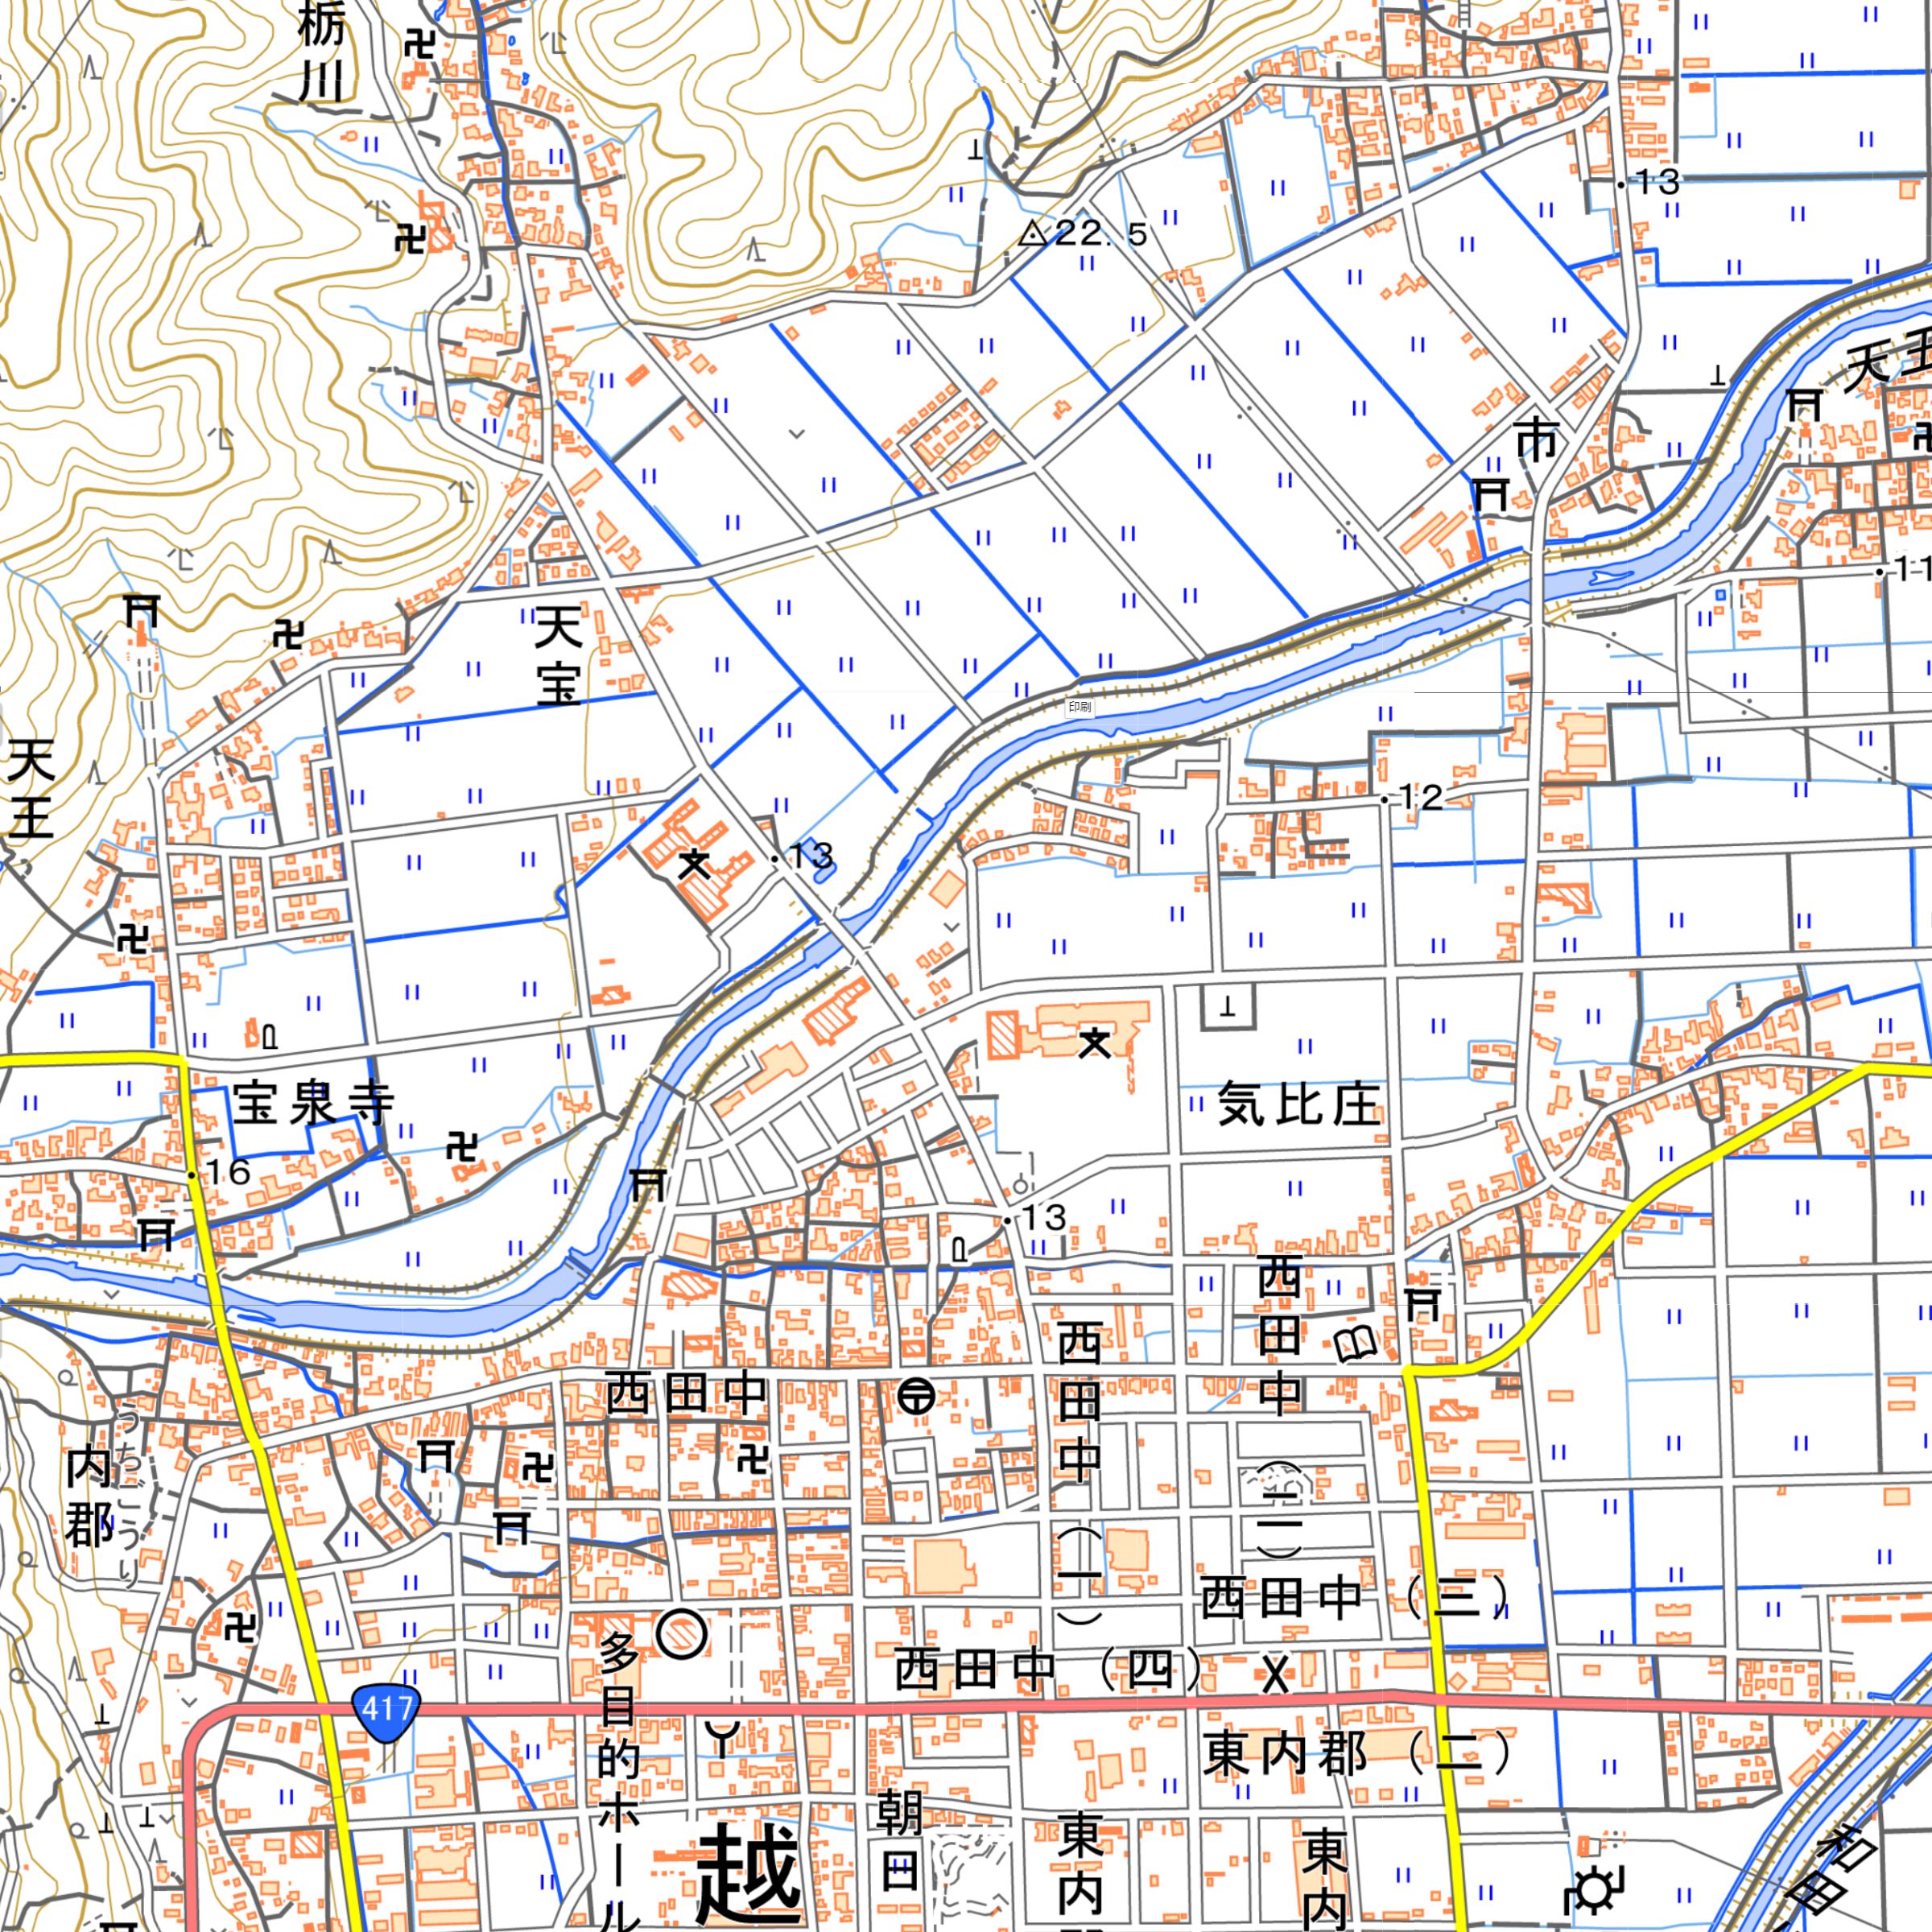 栃川
22.5
13
天五
市
11
天宝
印刷
天王
12
13
宝泉寺
気比庄
16
13
西田中
西田中（一）
西田中（二）
うちごうり
内郡
西田中（三）
西田中（四）
417
多目的ホール
東内郡（二）
朝日
越
東内
東内
和田